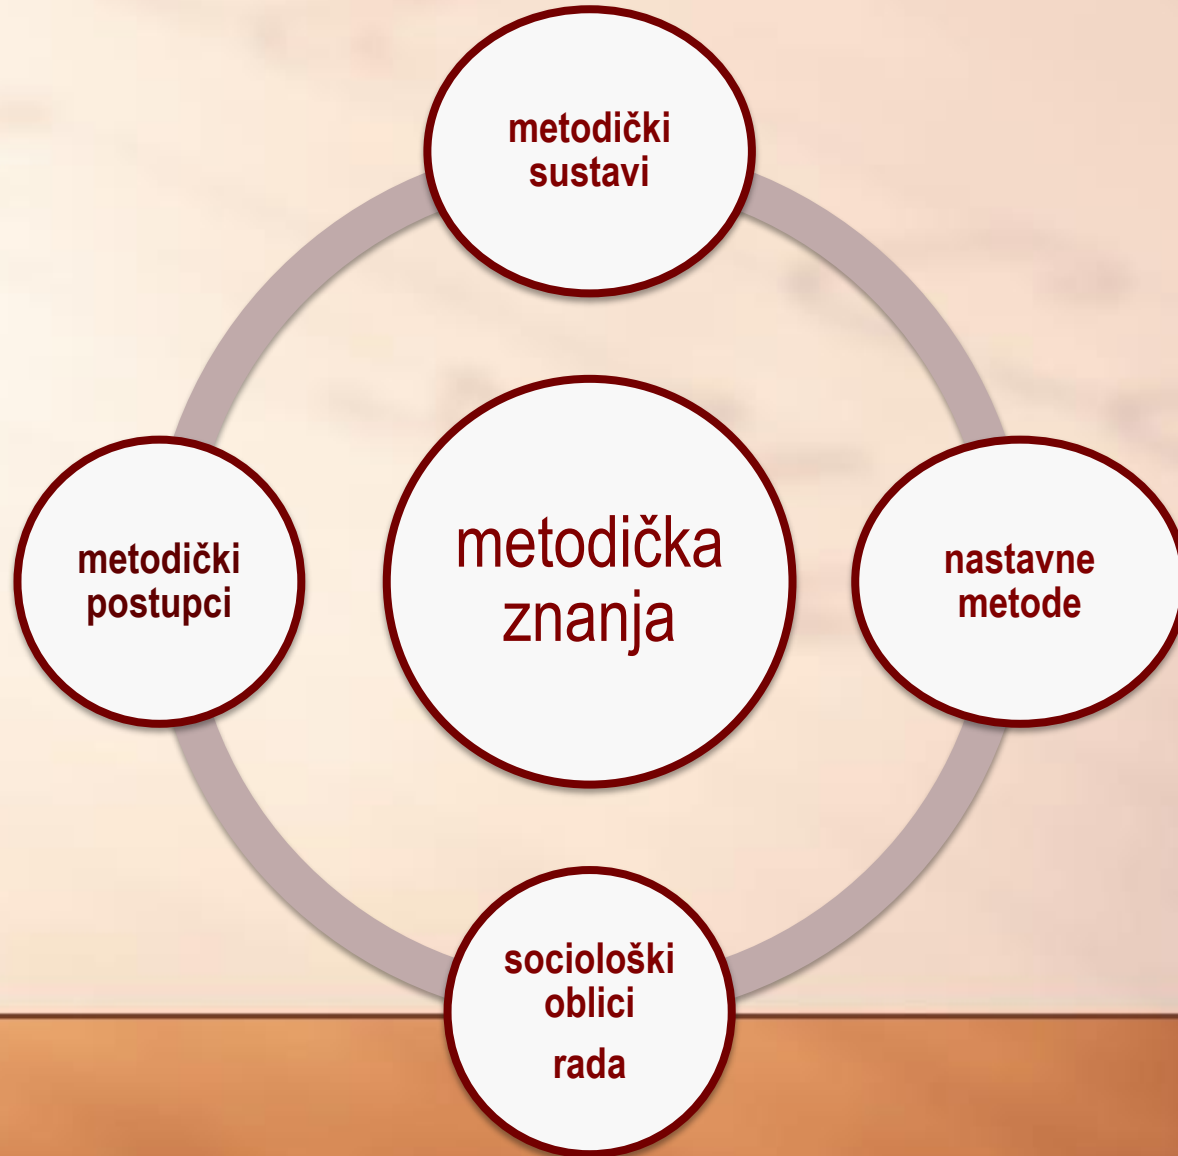 metodički
sustavi
metodički
postupci
metodička
znanja
nastavne
metode
sociološki
oblici
rada